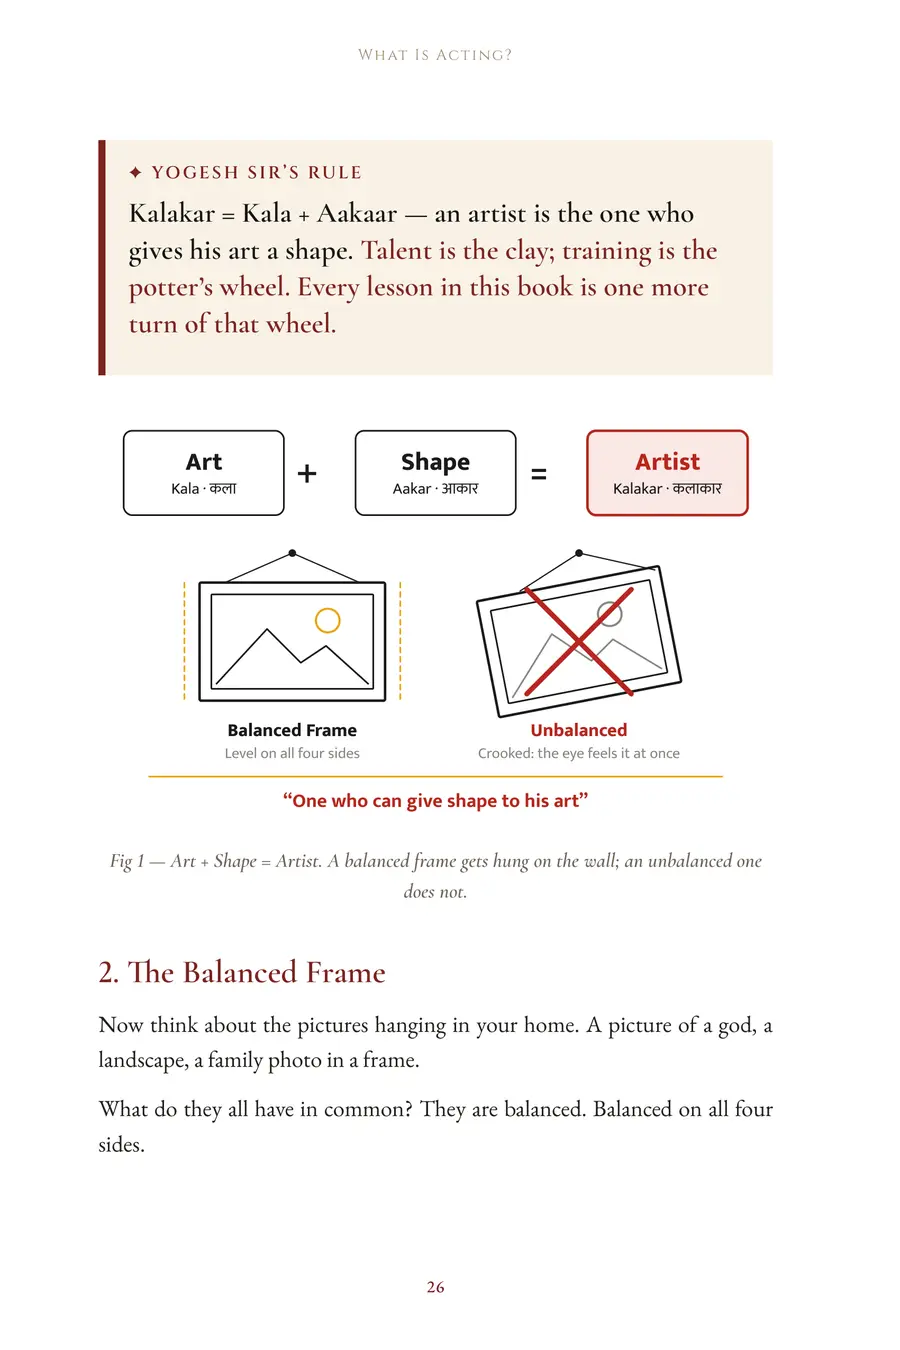 What Is Acting?
✦ YOGESH SIR’S RULE
Kalakar = Kala + Aakaar — an artist is the one who
gives his art a shape. Talent is the clay; training is the
potter’s wheel. Every lesson in this book is one more
turn of that wheel.
Art + Shape = Artist
Kala · कला Aakar · आकार Kalakar · कलाकार
Balanced Frame Unbalanced
Level on all four sides Crooked: the eye feels it at once
“One who can give shape to his art”
Fig 1 — Art + Shape = Artist. A balanced frame gets hung on the wall; an unbalanced one
does not.
2. The Balanced Frame
Now think about the pictures hanging in your home. A picture of a god, a
landscape, a family photo in a frame.
What do they all have in common? They are balanced. Balanced on all four
sides.
26